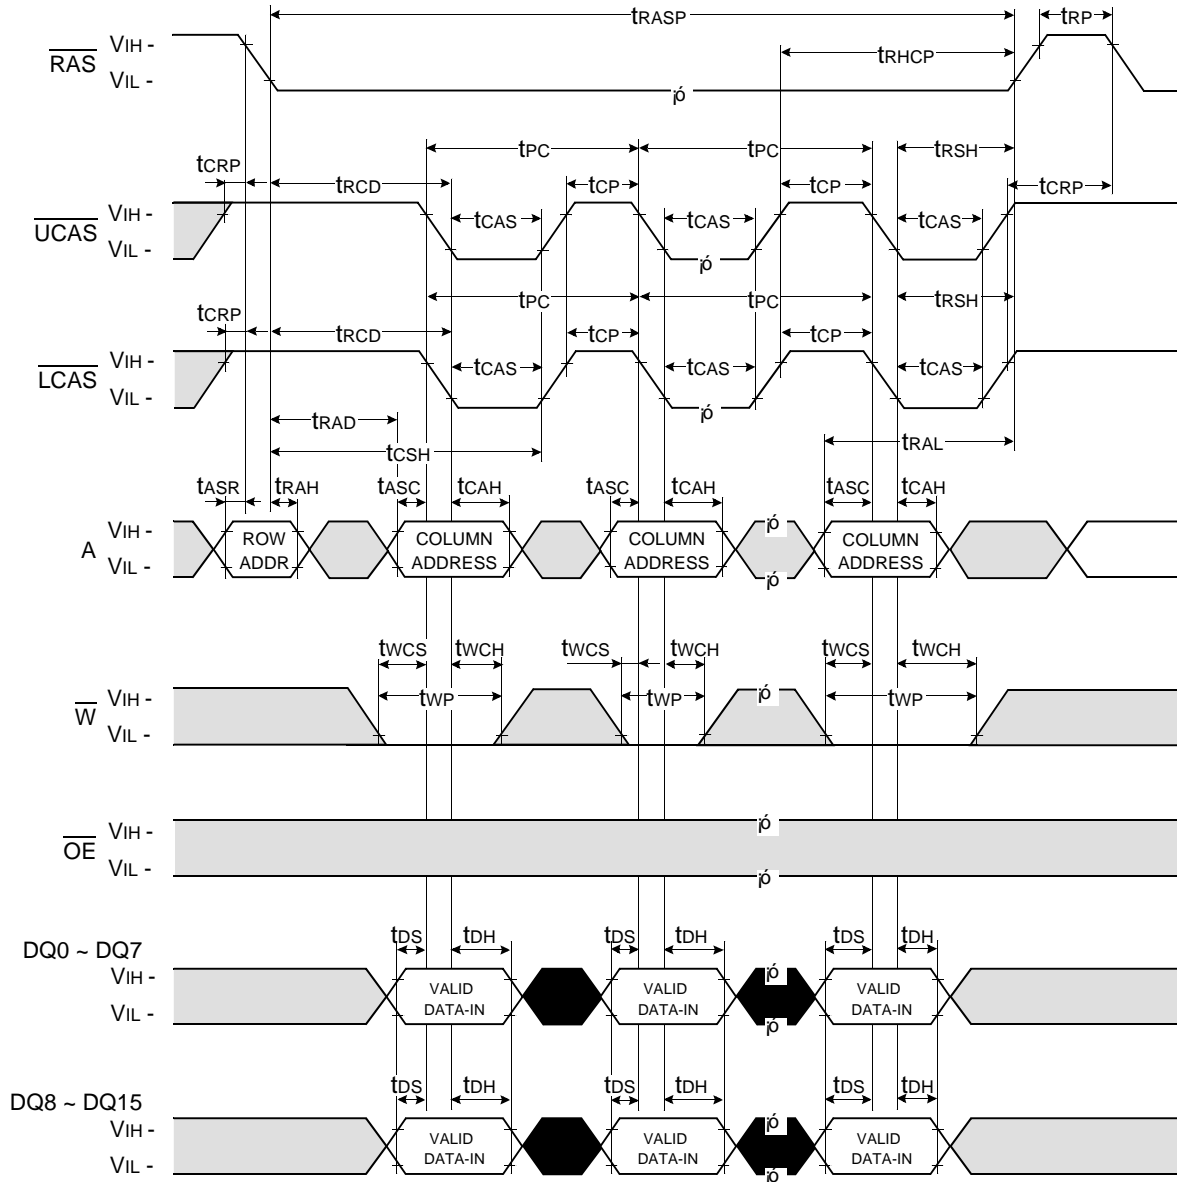 tRASP tRP
RAS VIH - tRHCP
VIL - ¡ó
tPC tPC tRSH
tCRP tRCD tCP tCP tCRP
UCAS VIH - tCAS tCAS tCAS
VIL - ¡ó
tPC tPC tRSH
tCRP tRCD tCP tCP
LCAS VIH - tCAS tCAS tCAS
VIL - ¡ó
tRAD
tCSH tRAL
tASR tRAH tASC tCAH tASC tCAH tASC tCAH
A VIH - ROW COLUMN COLUMN ¡ó COLUMN
VIL - ADDR ADDRESS ADDRESS ¡ó ADDRESS
tWCS tWCH tWCS tWCH tWCS tWCH
W VIH - tWP tWP ¡ó tWP
VIL -
OE VIH - ¡ó
VIL - ¡ó
DQ0 ~ DQ7 tDS tDH tDS tDH tDS tDH
VIH - VALID VALID ¡ó VALID
VIL - DATA-IN DATA-IN ¡ó DATA-IN
DQ8 ~ DQ15 tDS tDH tDS tDH tDS tDH
VIH - VALID VALID ¡ó VALID
VIL - DATA-IN DATA-IN ¡ó DATA-IN